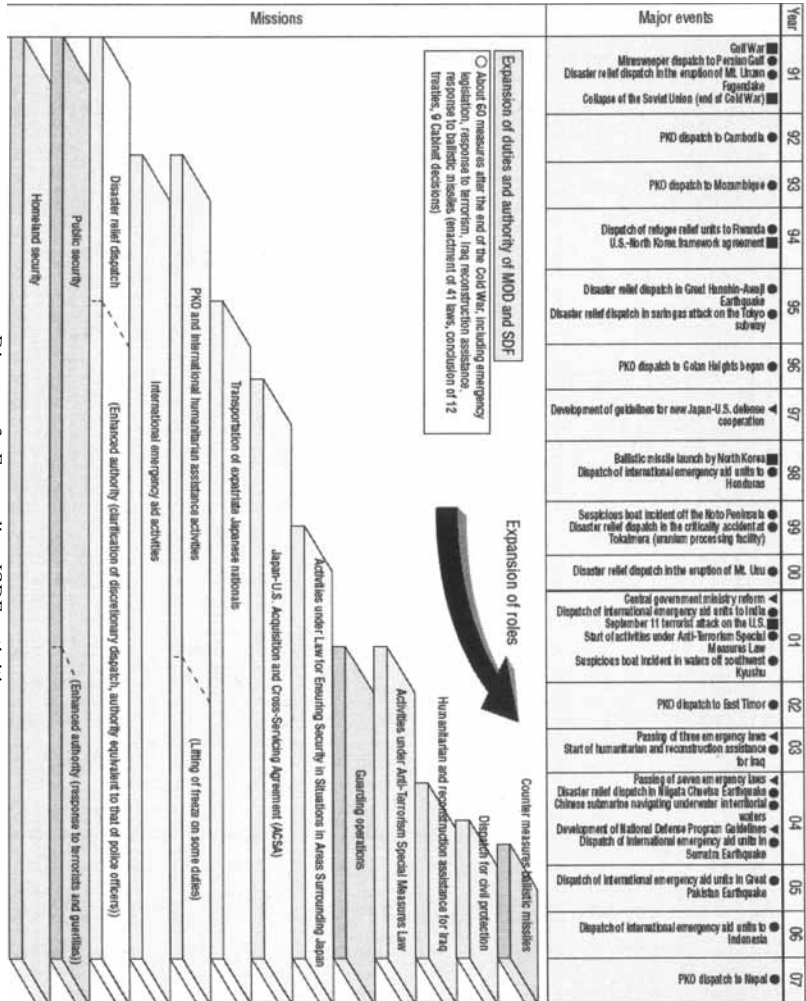 Year
91
92
93
94
95
96
97
98
99
00
01
02
03
04
05
06
07
Major events
Gulf War ■
Minesweeper dispatch to Persian Gulf ●
Disaster relief dispatch in the eruption of Mt. Unzen ●
Fugendake
Collapse of the Soviet Union (end of Cold War) ■
PKO dispatch to Cambodia ●
PKO dispatch to Mozambique ●
Dispatch of refugee relief units to Rwanda ●
U.S.-North Korea framework agreement ■
Disaster relief dispatch in Great Hanshin-Awaji ●
Earthquake
Disaster relief dispatch in sarin gas attack on the Tokyo ●
subway
PKO dispatch to Golan Heights began ●
Development of guidelines for new Japan-U.S. defense ◀
cooperation
Ballistic missile launch by North Korea ■
Dispatch of international emergency aid units to ●
Honduras
Suspicious boat incident off the Noto Peninsula ●
Disaster relief dispatch in the criticality accident at ●
Tokaimura (uranium processing facility)
Disaster relief dispatch in the eruption of Mt. Usu ●
Central government ministry reform ◀
Dispatch of international emergency aid units to India ●
September 11 terrorist attack on the U.S. ■
Start of activities under Anti-Terrorism Special ●
Measures Law
Suspicious boat incident in waters off southwest ●
Kyushu
PKO dispatch to East Timor ●
Passing of three emergency laws ◀
Start of humanitarian and reconstruction assistance ●
for Iraq
Passing of seven emergency laws ◀
Disaster relief dispatch in Niigata Chuetsu Earthquake ●
Chinese submarine navigating underwater in territorial ●
waters
Development of National Defense Program Guidelines ◀
Dispatch of international emergency aid units in ●
Sumatra Earthquake
Dispatch of international emergency aid units in Great ●
Pakistan Earthquake
Dispatch of international emergency aid units to ●
Indonesia
PKO dispatch to Nepal ●
Missions
Expansion of duties and authority of MOD and SDF
○ About 60 measures after the end of the Cold War, including emergency
legislation, response to terrorism, Iraq reconstruction assistance,
response to ballistic missiles (enactment of 41 laws, conclusion of 12
treaties, 9 Cabinet decisions)
Expansion of roles
Counter measures ballistic missiles
Dispatch for civil protection
Humanitarian and reconstruction assistance for Iraq
Activities under Anti-Terrorism Special Measures Law
Guarding operations
Activities under Law for Ensuring Security in Situations in Areas Surrounding Japan
Japan-U.S. Acquisition and Cross-Servicing Agreement (ACSA)
Transportation of expatriate Japanese nationals
PKO and international humanitarian assistance activities
(Lifting of freeze on some duties)
International emergency aid activities
Disaster relief dispatch
(Enhanced authority (clarification of discretionary dispatch, authority equivalent to that of police officers))
Public security
(Enhanced authority (response to terrorists and guerillas))
Homeland security